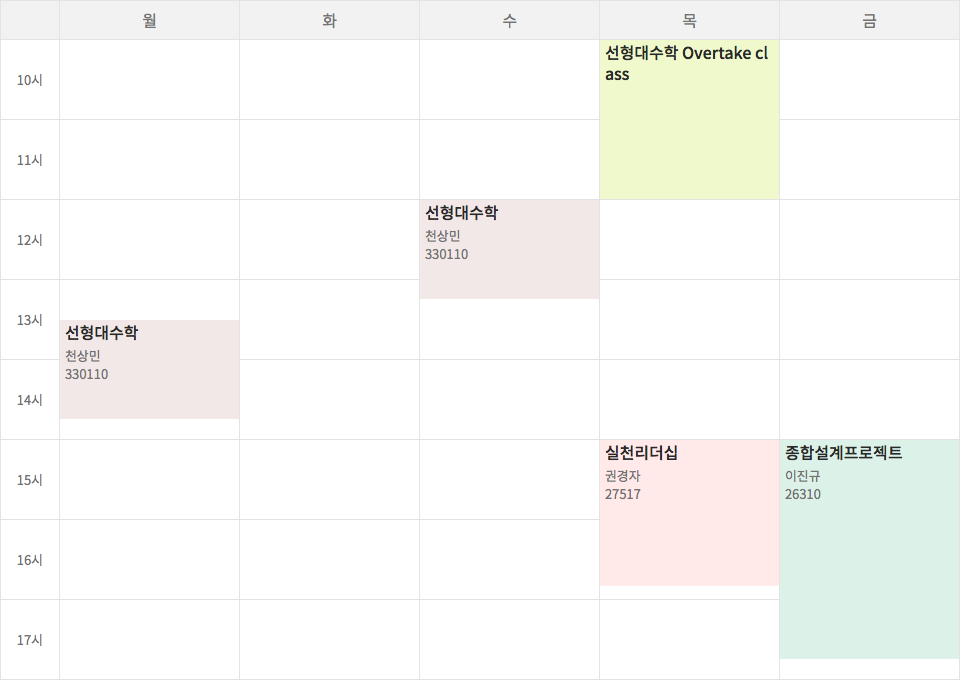 월 화 수 목 금
10시
선형대수학 Overtake cl
ass
11시
12시
선형대수학
천상민
330110
13시
선형대수학
천상민
330110
14시
15시
실천리더십
권경자
27517
종합설계프로젝트
이진규
26310
16시
17시